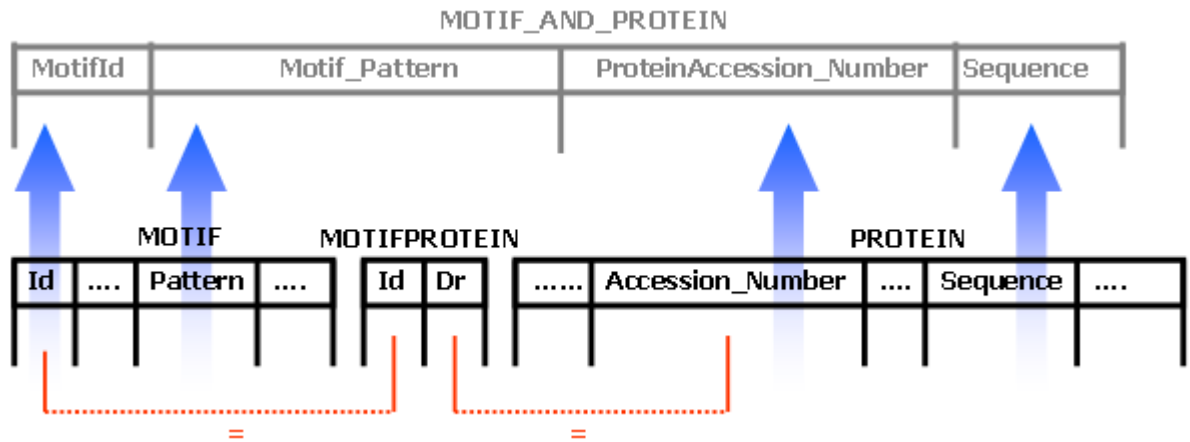 MOTIF_AND_PROTEIN
MotifId Motif_Pattern ProteinAccession_Number Sequence
MOTIF MOTIFPROTEIN PROTEIN
Id .... Pattern .... Id Dr ...... Accession_Number .... Sequence ....
= =